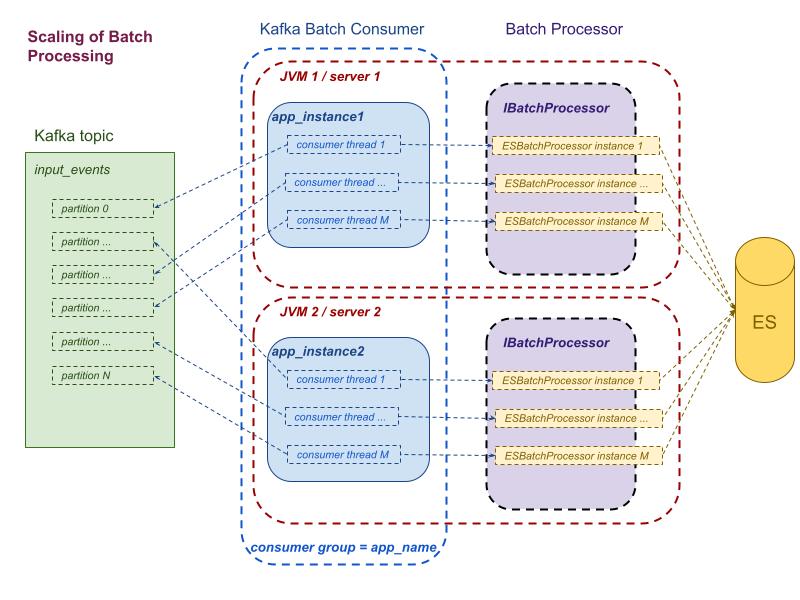 Scaling of Batch
Processing
Kafka Batch Consumer
Batch Processor
Kafka topic
input_events
partition 0
partition ...
partition ...
partition ...
partition ...
partition N
JVM 1 / server 1
app_instance1
consumer thread 1
consumer thread ...
consumer thread M
IBatchProcessor
ESBatchProcessor instance 1
ESBatchProcessor instance ...
ESBatchProcessor instance M
JVM 2 / server 2
app_instance2
consumer thread 1
consumer thread ...
consumer thread M
IBatchProcessor
ESBatchProcessor instance 1
ESBatchProcessor instance ...
ESBatchProcessor instance M
ES
consumer group = app_name